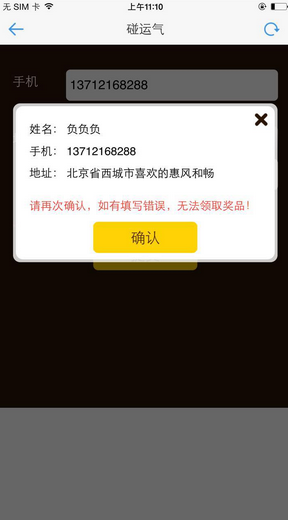 无 SIM 卡 上午11:10
碰运气
手机 13712168288
姓名： 负负负
手机： 13712168288
地址： 北京省西城市喜欢的惠风和畅
请再次确认，如有填写错误，无法领取奖品！
确认